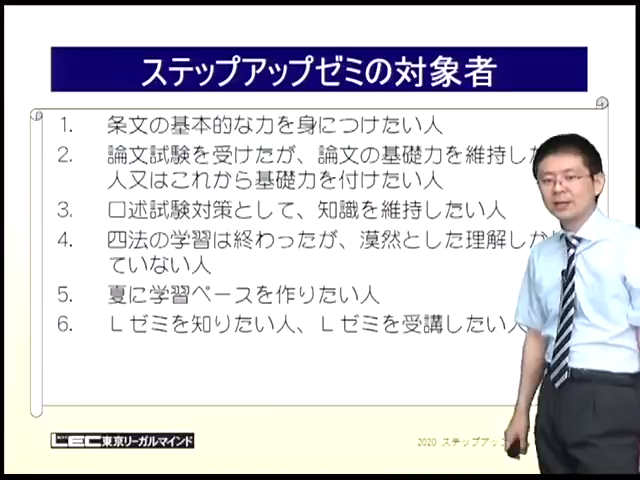 ステップアップゼミの対象者
1. 条文の基本的な力を身につけたい人
2. 論文試験を受けたが、論文の基礎力を維持した
人又はこれから基礎力を付けたい人
3. 口述試験対策として、知識を維持したい人
4. 四法の学習は終わったが、漠然とした理解しか
ていない人
5. 夏に学習ペースを作りたい人
6. Lゼミを知りたい人、Lゼミを受講したい人
LEC東京リーガルマインド
2020 ステップアップ